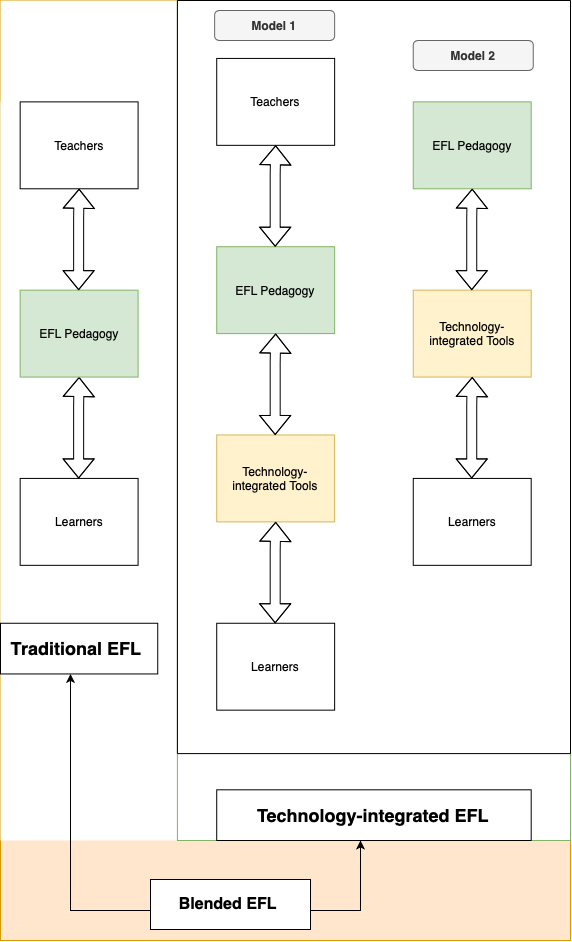 Model 1
Model 2
Teachers
Teachers
EFL Pedagogy
EFL Pedagogy
EFL Pedagogy
Technology-
integrated Tools
Technology-
integrated Tools
Learners
Learners
Learners
Traditional EFL
Technology-integrated EFL
Blended EFL